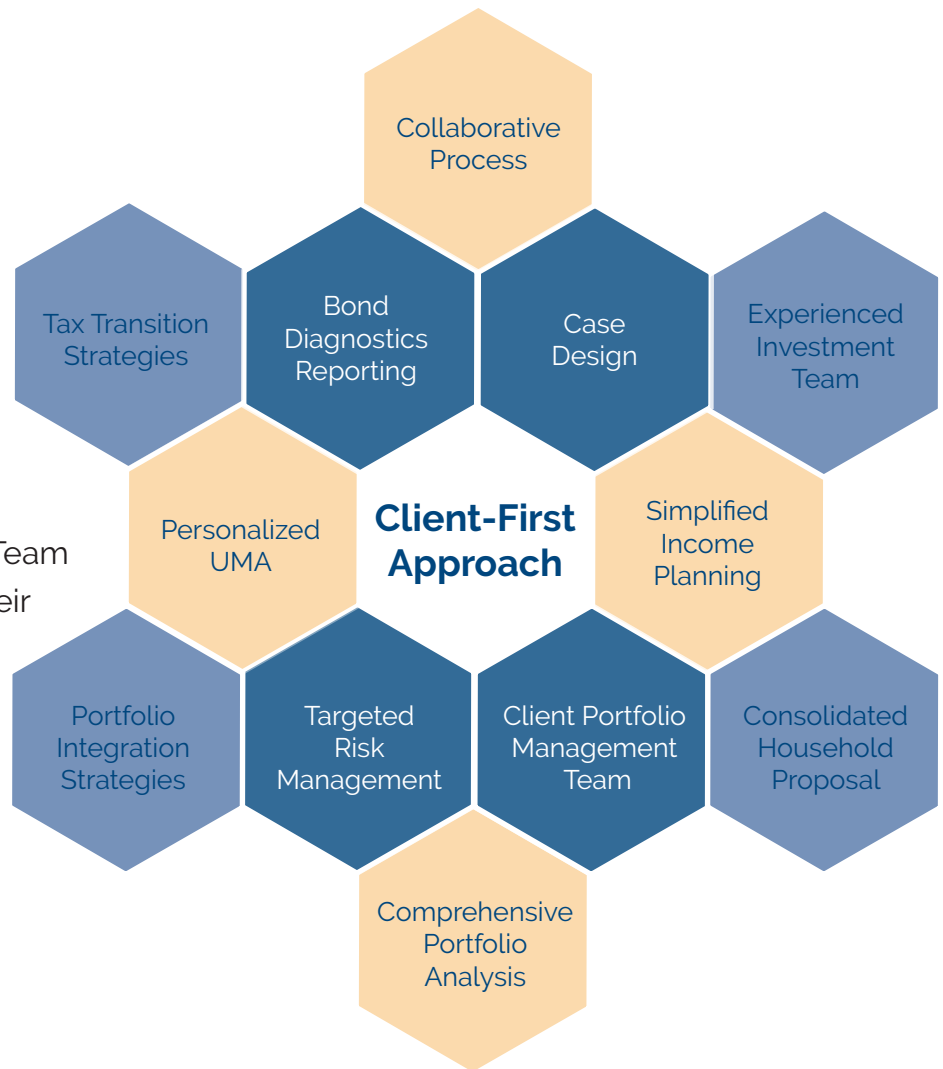 Collaborative
Process
Tax Transition
Strategies
Bond
Diagnostics
Reporting
Case
Design
Experienced
Investment
Team
Team
eir
Personalized
UMA
Client-First
Approach
Simplified
Income
Planning
Portfolio
Integration
Strategies
Targeted
Risk
Management
Client Portfolio
Management
Team
Consolidated
Household
Proposal
Comprehensive
Portfolio
Analysis